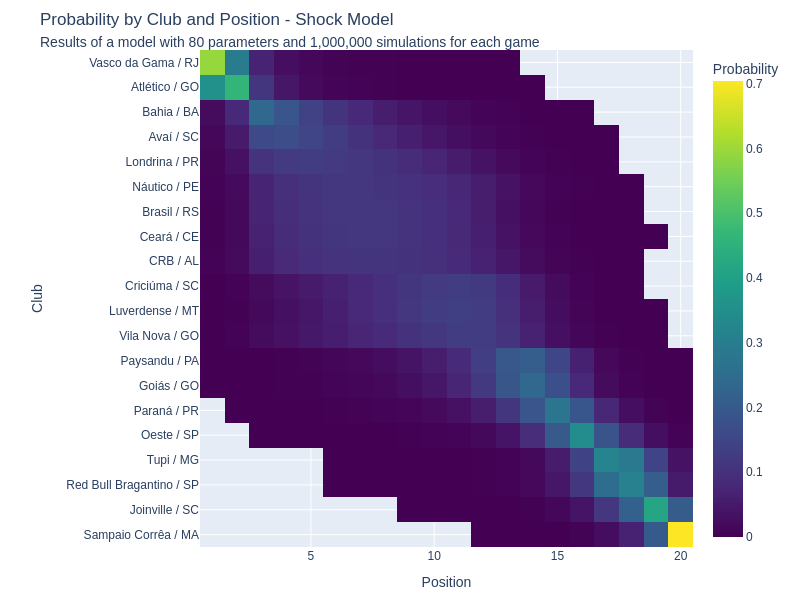 Probability by Club and Position - Shock Model
Results of a model with 80 parameters and 1,000,000 simulations for each game
Probability
Vasco da Gama / RJ
Atlético / GO
Bahia / BA
Avaí / SC
Londrina / PR
Náutico / PE
Brasil / RS
Ceará / CE
CRB / AL
Criciúma / SC
Luverdense / MT
Vila Nova / GO
Paysandu / PA
Goiás / GO
Paraná / PR
Oeste / SP
Tupi / MG
Red Bull Bragantino / SP
Joinville / SC
Sampaio Corrêa / MA
Club
5
10
15
20
Position
0.7
0.6
0.5
0.4
0.3
0.2
0.1
0